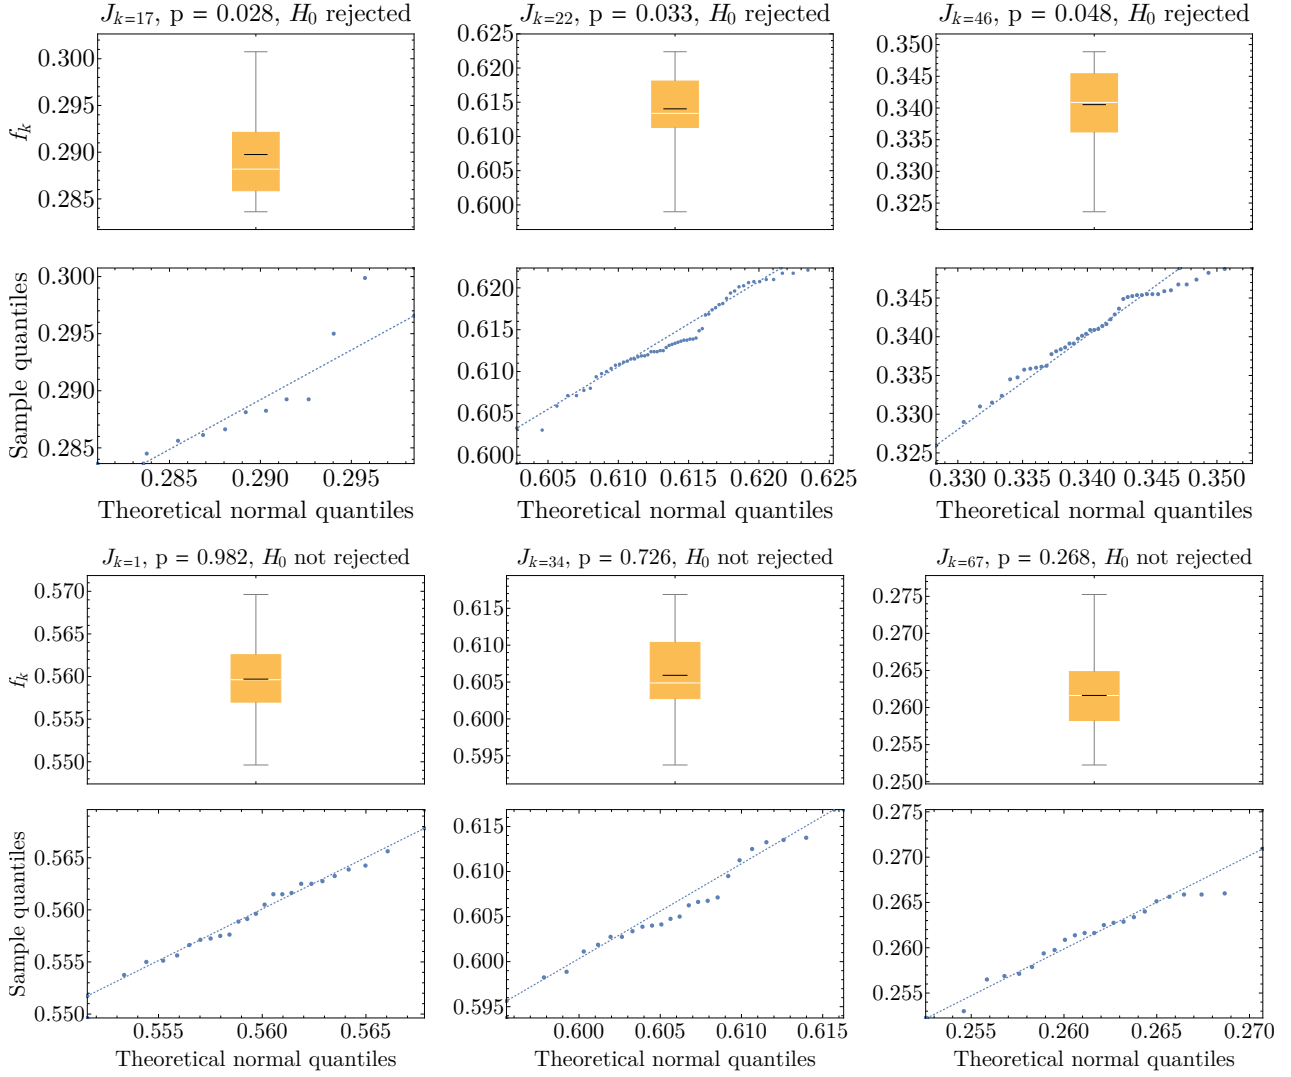 J_{k=17}, p = 0.028, H_0 rejected
J_{k=22}, p = 0.033, H_0 rejected
J_{k=46}, p = 0.048, H_0 rejected
f_k
0.300
0.295
0.290
0.285
0.625
0.620
0.615
0.610
0.605
0.600
0.350
0.345
0.340
0.335
0.330
0.325
Sample quantiles
0.300
0.295
0.290
0.285
0.285 0.290 0.295
Theoretical normal quantiles
0.620
0.615
0.610
0.605
0.600
0.605 0.610 0.615 0.620 0.625
Theoretical normal quantiles
0.345
0.340
0.335
0.330
0.325
0.330 0.335 0.340 0.345 0.350
Theoretical normal quantiles
J_{k=1}, p = 0.982, H_0 not rejected
J_{k=34}, p = 0.726, H_0 not rejected
J_{k=67}, p = 0.268, H_0 not rejected
f_k
0.570
0.565
0.560
0.555
0.550
0.615
0.610
0.605
0.600
0.595
0.275
0.270
0.265
0.260
0.255
0.250
Sample quantiles
0.565
0.560
0.555
0.550
0.555 0.560 0.565
Theoretical normal quantiles
0.615
0.610
0.605
0.600
0.595
0.600 0.605 0.610 0.615
Theoretical normal quantiles
0.275
0.270
0.265
0.260
0.255
0.255 0.260 0.265 0.270
Theoretical normal quantiles